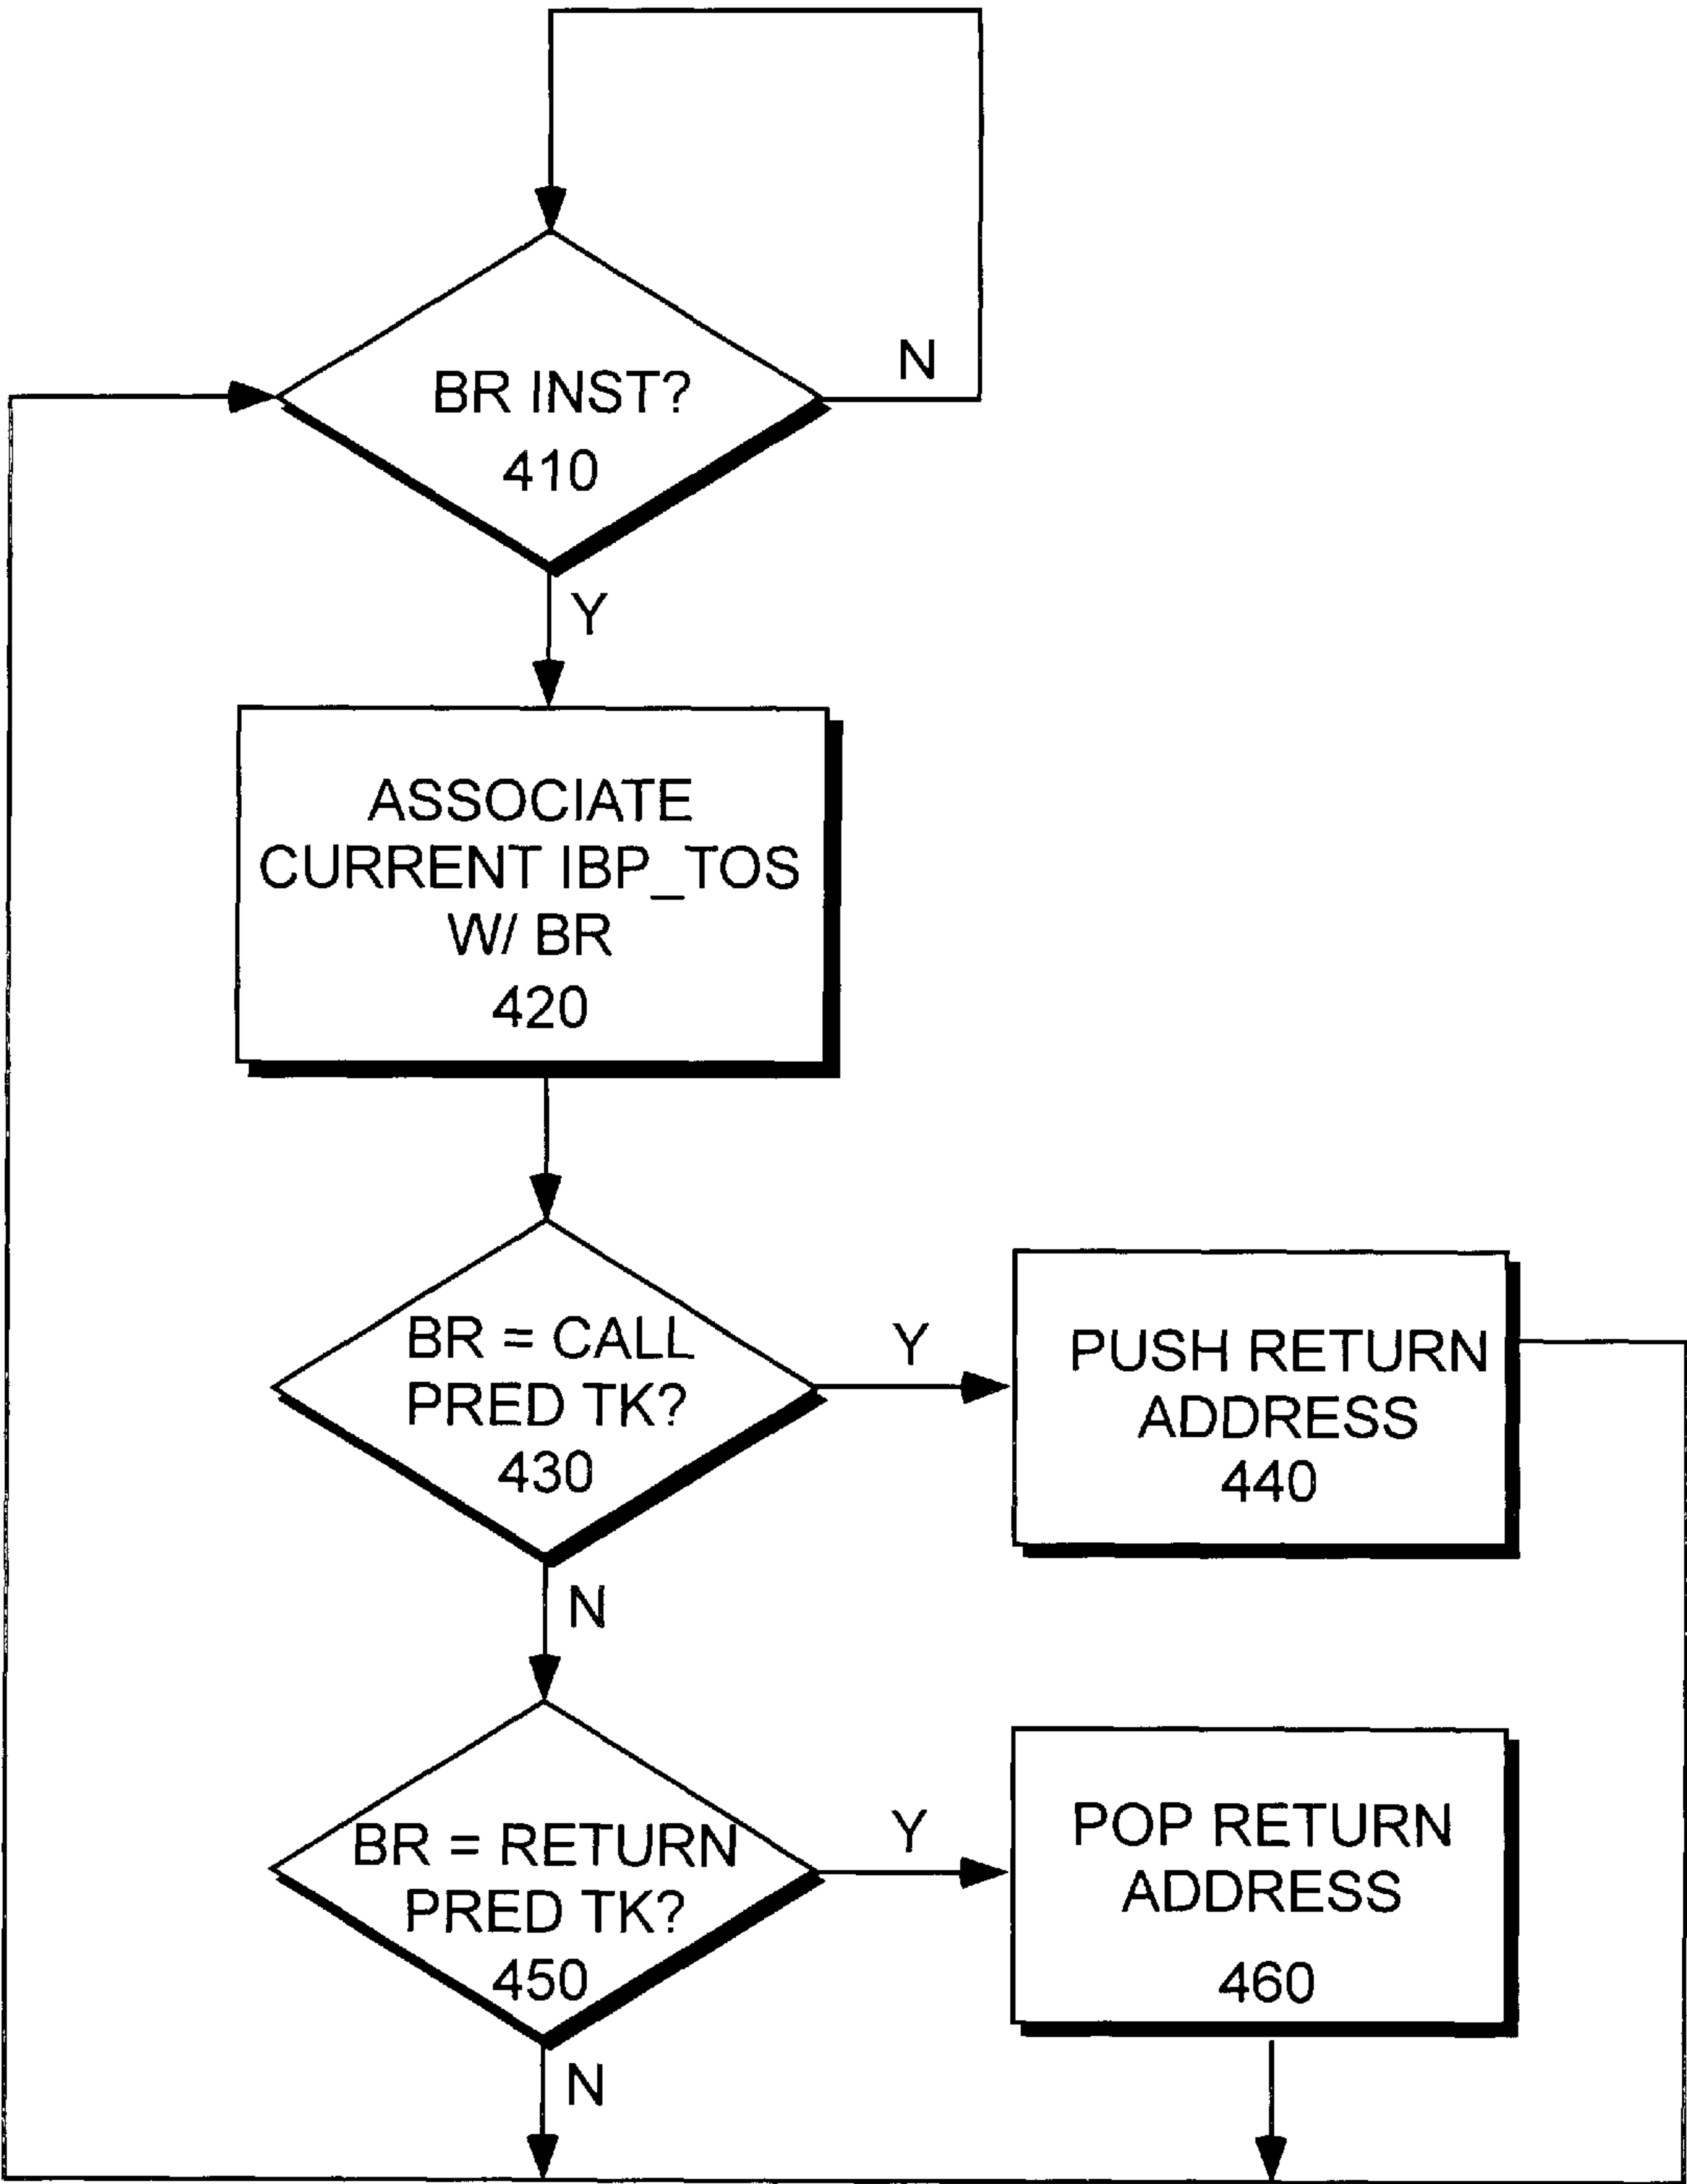 N
BR INST?
410
Y
ASSOCIATE
CURRENT IBP_TOS
W/ BR
420
BR = CALL
PRED TK?
430
Y
PUSH RETURN
ADDRESS
440
N
BR = RETURN
PRED TK?
450
Y
POP RETURN
ADDRESS
460
N